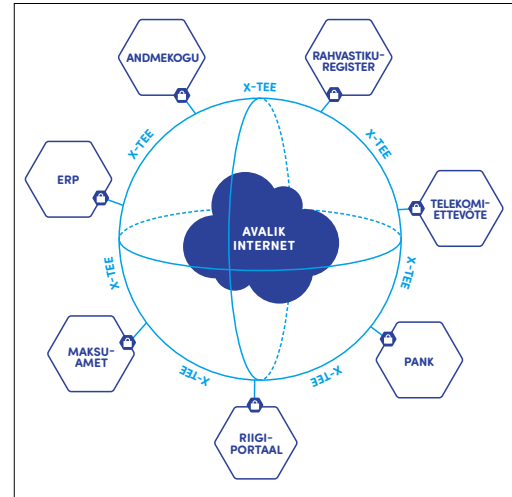 ANDMEKOGU
RAHVASTIKU-
REGISTER
X-TEE
X-TEE
X-TEE
ERP
TELEKOMI-
ETTEVÕTE
AVALIK
INTERNET
X-TEE
X-TEE
MAKSU-
AMET
PANK
X-TEE
X-TEE
RIIGI-
PORTAAL